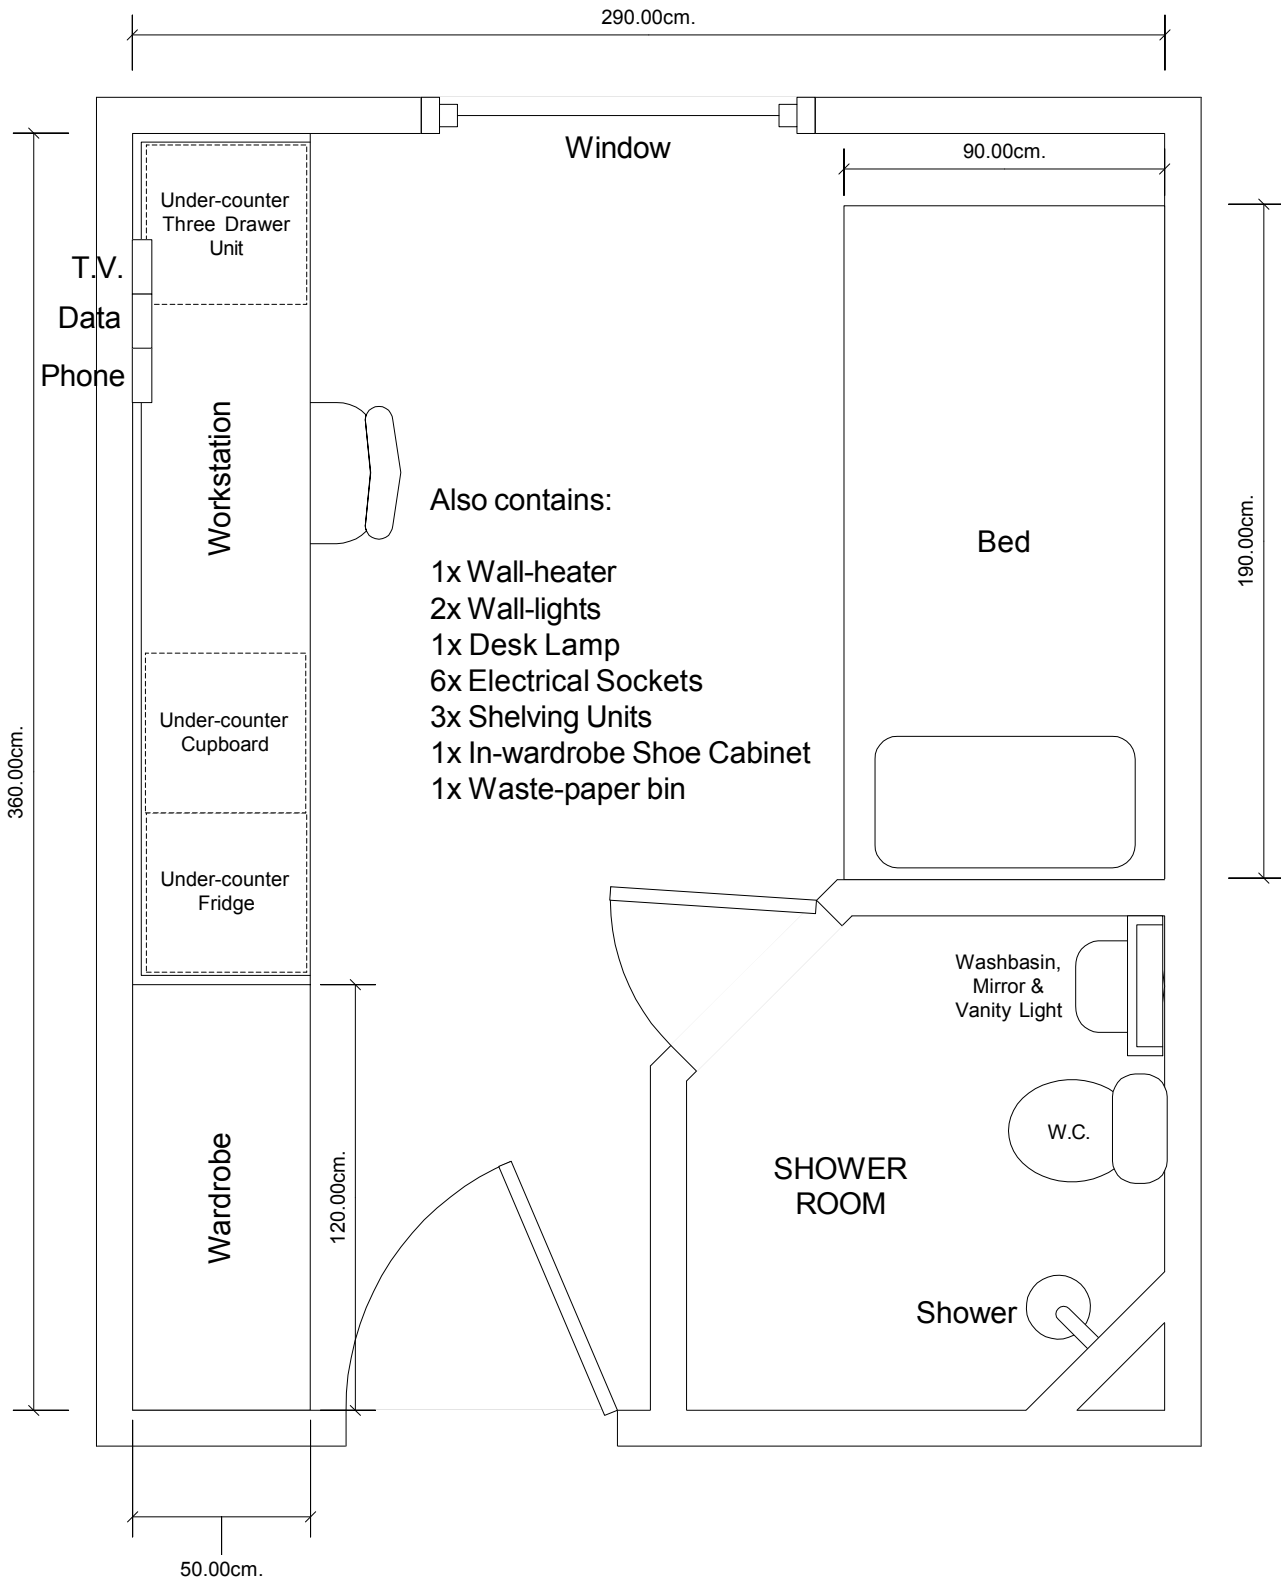 290.00cm.
Window
90.00cm.
Under-counter
Three Drawer
Unit
T.V.
Data
Phone
Workstation
Also contains:
1x Wall-heater
2x Wall-lights
1x Desk Lamp
6x Electrical Sockets
3x Shelving Units
1x In-wardrobe Shoe Cabinet
1x Waste-paper bin
Bed
190.00cm.
360.00cm.
Under-counter
Cupboard
Under-counter
Fridge
Washbasin,
Mirror &
Vanity Light
W.C.
SHOWER
ROOM
Wardrobe
120.00cm.
Shower
50.00cm.